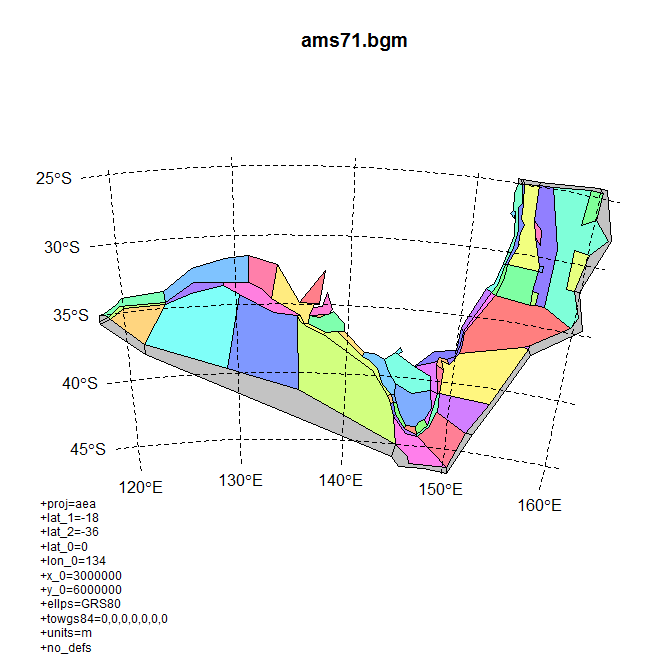 ams71.bgm
25°S
30°S
35°S
40°S
45°S
120°E
130°E
140°E
150°E
160°E
+proj=aea
+lat_1=-18
+lat_2=-36
+lat_0=0
+lon_0=134
+x_0=3000000
+y_0=6000000
+ellps=GRS80
+towgs84=0,0,0,0,0,0,0
+units=m
+no_defs